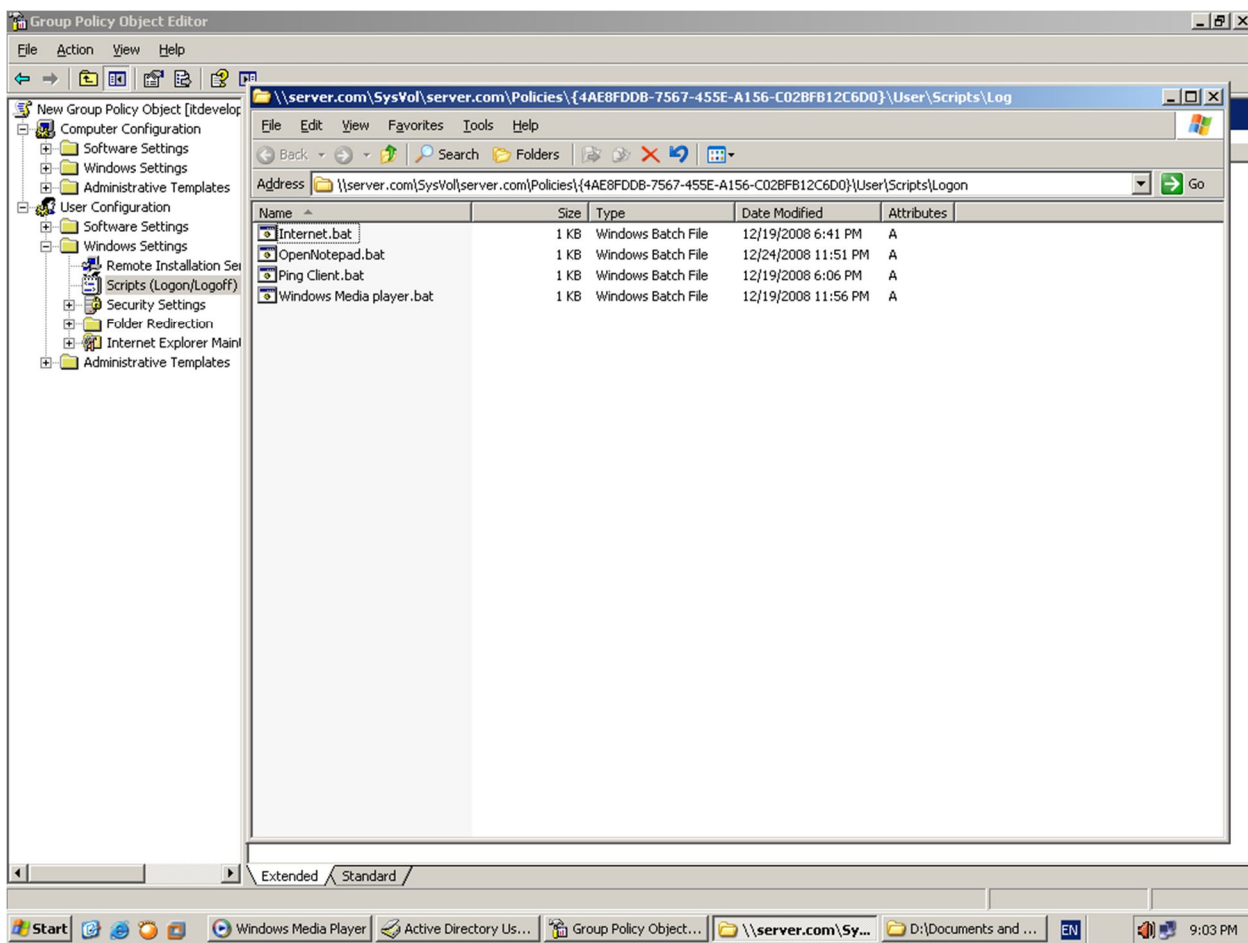 Group Policy Object Editor
File Action View Help
New Group Policy Object [itdevelop
Computer Configuration
Software Settings
Windows Settings
Administrative Templates
User Configuration
Software Settings
Windows Settings
Remote Installation Ser
Scripts (Logon/Logoff)
Security Settings
Folder Redirection
Internet Explorer Main
Administrative Templates
\\server.com\SysVol\server.com\Policies\{4AE8FDDB-7567-455E-A156-C02BFB12C6D0}\User\Scripts\Log
File Edit View Favorites Tools Help
Back Search Folders
Address \\server.com\SysVol\server.com\Policies\{4AE8FDDB-7567-455E-A156-C02BFB12C6D0}\User\Scripts\Logon Go
Name Size Type Date Modified Attributes
Internet.bat 1 KB Windows Batch File 12/19/2008 6:41 PM A
OpenNotepad.bat 1 KB Windows Batch File 12/24/2008 11:51 PM A
Ping Client.bat 1 KB Windows Batch File 12/19/2008 6:06 PM A
Windows Media player.bat 1 KB Windows Batch File 12/19/2008 11:56 PM A
Extended Standard
Start Windows Media Player Active Directory Us... Group Policy Object... \\server.com\Sy... D:\Documents and ... EN 9:03 PM